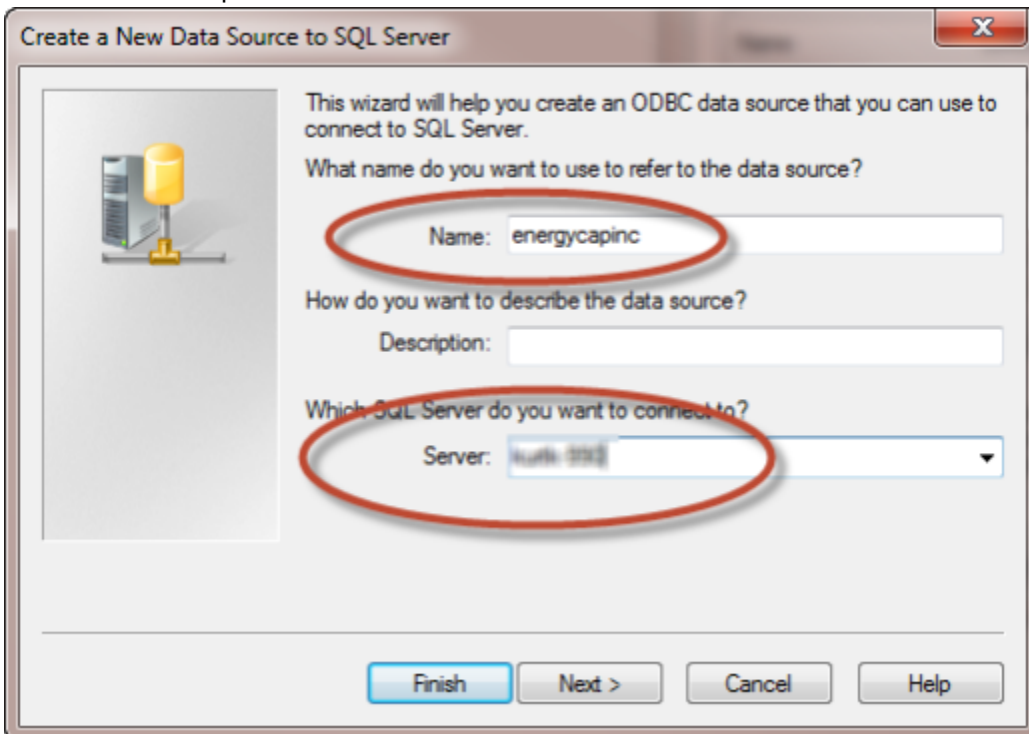 Create a New Data Source to SQL Server
This wizard will help you create an ODBC data source that you can use to
connect to SQL Server.
What name do you want to use to refer to the data source?
Name: energycapinc
How do you want to describe the data source?
Description:
Which SQL Server do you want to connect to?
Server:
Finish
Next >
Cancel
Help